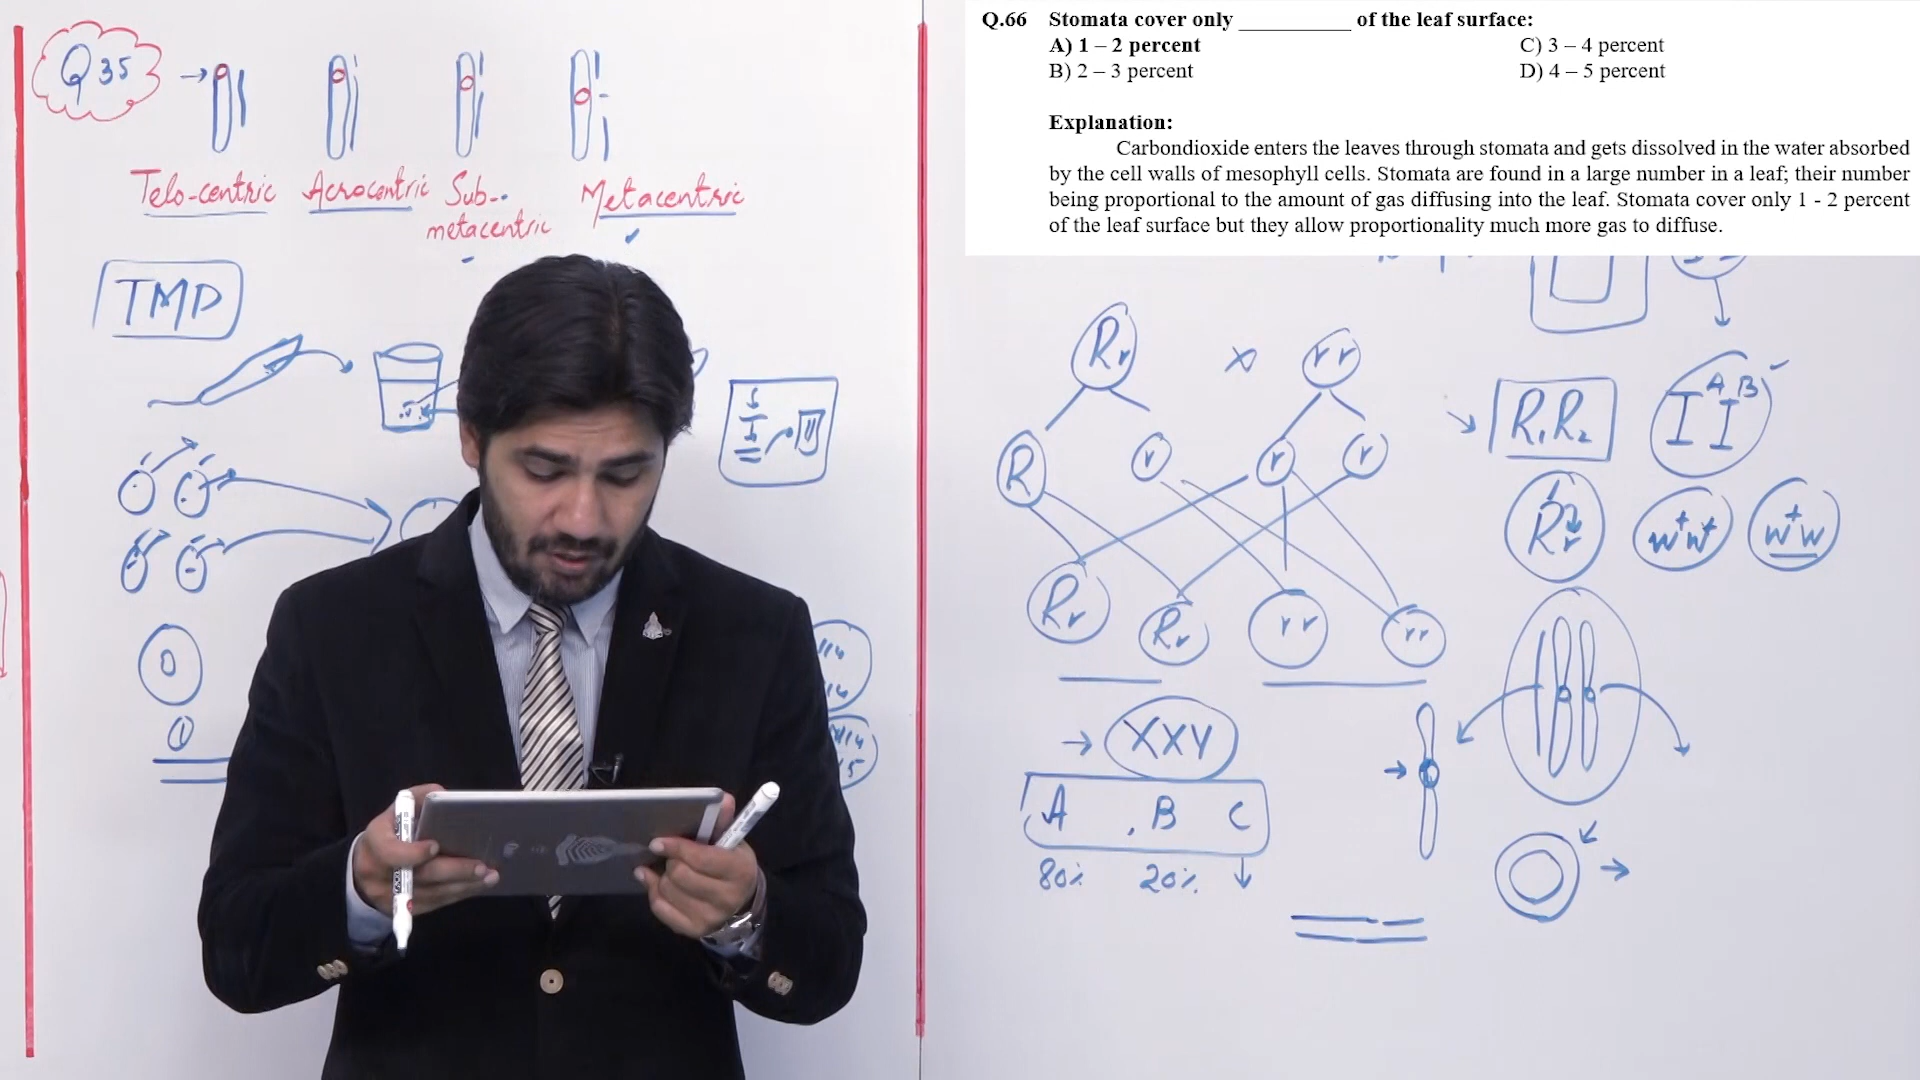 Q.66 Stomata cover only __________ of the leaf surface:
A) 1 – 2 percent
C) 3 – 4 percent
B) 2 – 3 percent
D) 4 – 5 percent
Explanation:
Carbondioxide enters the leaves through stomata and gets dissolved in the water absorbed
by the cell walls of mesophyll cells. Stomata are found in a large number in a leaf; their number
being proportional to the amount of gas diffusing into the leaf. Stomata cover only 1 - 2 percent
of the leaf surface but they allow proportionality much more gas to diffuse.
Q 35
Telo-centric Acrocentric Sub-
metacentric
Metacentric
TMD
Rr x rr
R r r r
Rr Rr rr rr
R₁R₂
Iᴬ Iᴮ
w⁺w⁺
w⁺w
XXY
A , B C
80% 20%